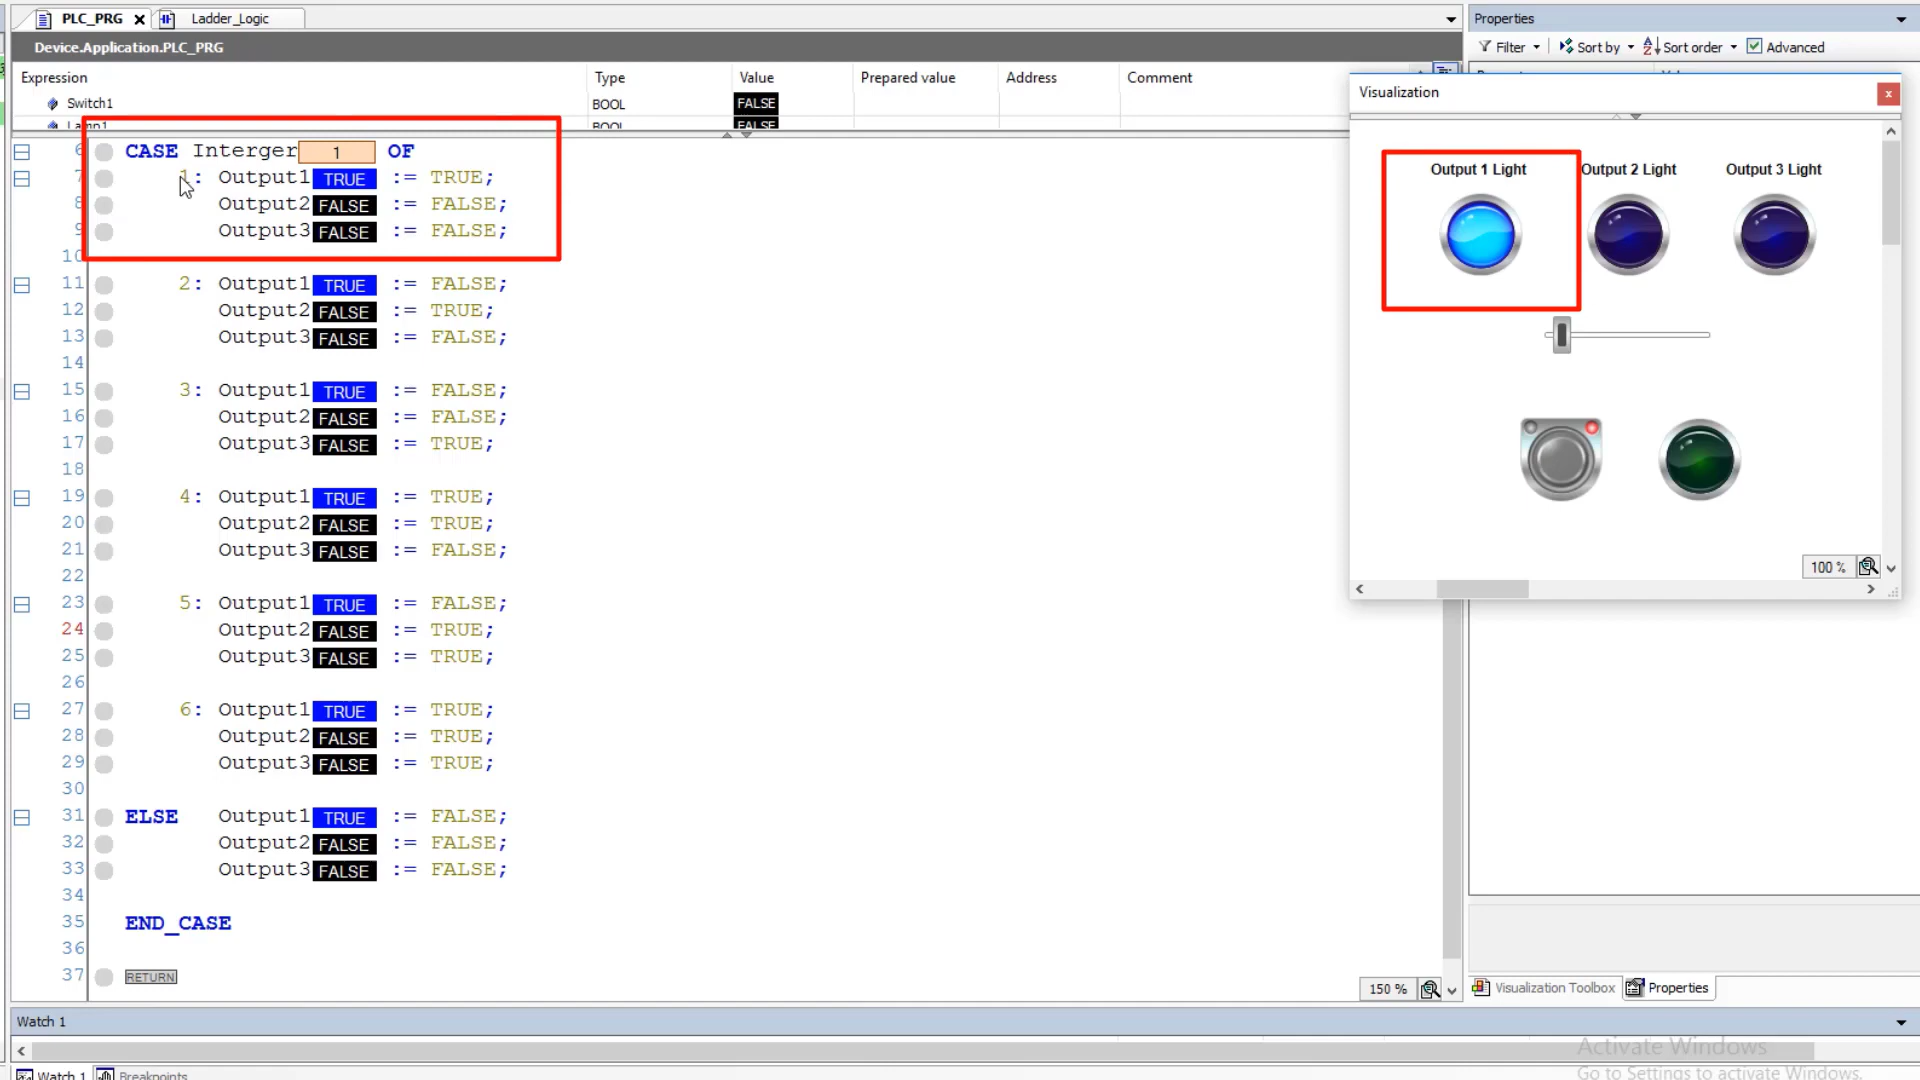 PLC_PRG
Ladder_Logic
Properties
Device.Application.PLC_PRG
Filter Sort by Sort order Advanced
Expression Type Value Prepared value Address Comment
Switch1 BOOL FALSE
Lamp1 BOOL FALSE
Visualization
6 CASE Interger 1 OF
7 1: Output1 TRUE := TRUE;
8 Output2 FALSE := FALSE;
9 Output3 FALSE := FALSE;
10
11 2: Output1 TRUE := FALSE;
12 Output2 FALSE := TRUE;
13 Output3 FALSE := FALSE;
14
15 3: Output1 TRUE := FALSE;
16 Output2 FALSE := FALSE;
17 Output3 FALSE := TRUE;
18
19 4: Output1 TRUE := TRUE;
20 Output2 FALSE := TRUE;
21 Output3 FALSE := FALSE;
22
23 5: Output1 TRUE := FALSE;
24 Output2 FALSE := TRUE;
25 Output3 FALSE := TRUE;
26
27 6: Output1 TRUE := TRUE;
28 Output2 FALSE := TRUE;
29 Output3 FALSE := TRUE;
30
31 ELSE Output1 TRUE := FALSE;
32 Output2 FALSE := FALSE;
33 Output3 FALSE := FALSE;
34
35 END_CASE
36
37 RETURN
Output 1 Light Output 2 Light Output 3 Light
100 %
150 %
Visualization Toolbox Properties
Watch 1
Watch 1 Breakpoints
Activate Windows
Go to Settings to activate Windows.